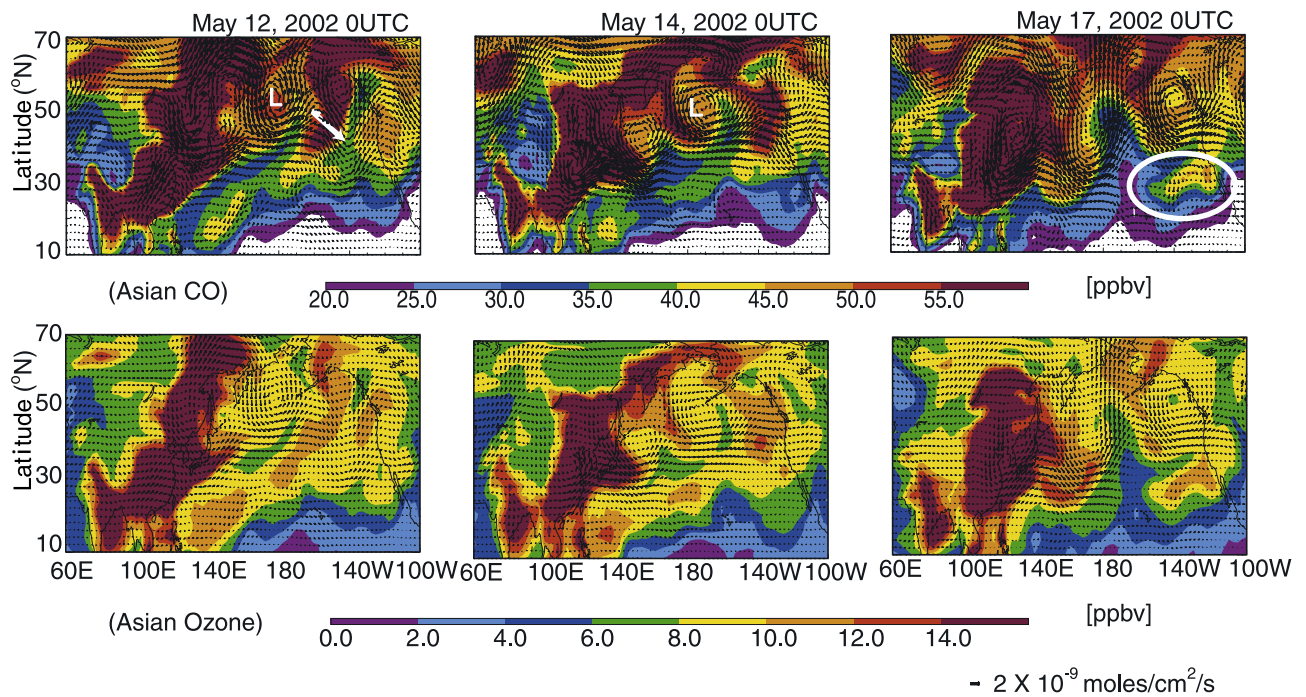 May 12, 2002 0UTC
May 14, 2002 0UTC
May 17, 2002 0UTC
Latitude (°N)
70
50
130
10
L
L
(Asian CO)
20.0 25.0 30.0 35.0 40.0 45.0 50.0 55.0
[ppbv]
Latitude (°N)
70
50
30
10
60E 100E 140E 180 140W 100W
60E 100E 140E 180 140W
60E 100E 140E 180 140W 100W
(Asian Ozone)
0.0 2.0 4.0 6.0 8.0 10.0 12.0 14.0
[ppbv]
2 X 10-9 moles/cm2/s